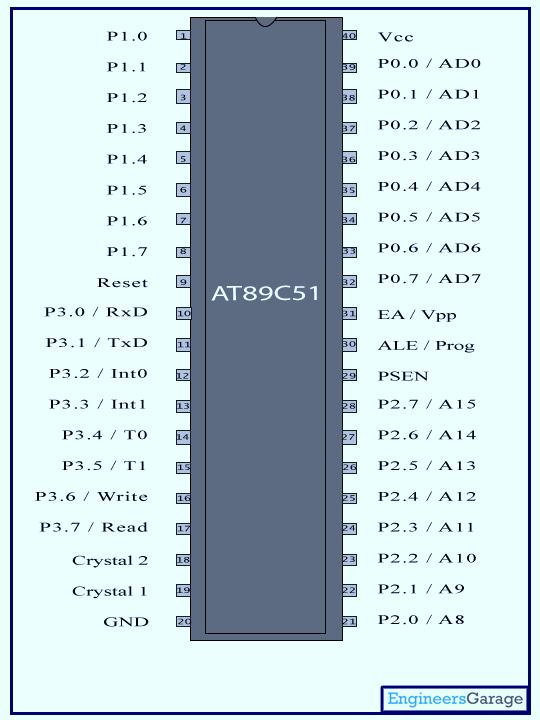 P1.0 1 40 Vcc
P1.1 2 39 P0.0 / AD0
P1.2 3 38 P0.1 / AD1
P1.3 4 37 P0.2 / AD2
P1.4 5 36 P0.3 / AD3
P1.5 6 35 P0.4 / AD4
P1.6 7 34 P0.5 / AD5
P1.7 8 33 P0.6 / AD6
Reset 9 32 P0.7 / AD7
AT89C51
P3.0 / RxD 10 31 EA / Vpp
P3.1 / TxD 11 30 ALE / Prog
P3.2 / Int0 12 29 PSEN
P3.3 / Int1 13 28 P2.7 / A15
P3.4 / T0 14 27 P2.6 / A14
P3.5 / T1 15 26 P2.5 / A13
P3.6 / Write 16 25 P2.4 / A12
P3.7 / Read 17 24 P2.3 / A11
Crystal 2 18 23 P2.2 / A10
Crystal 1 19 22 P2.1 / A9
GND 20 21 P2.0 / A8
EngineersGarage